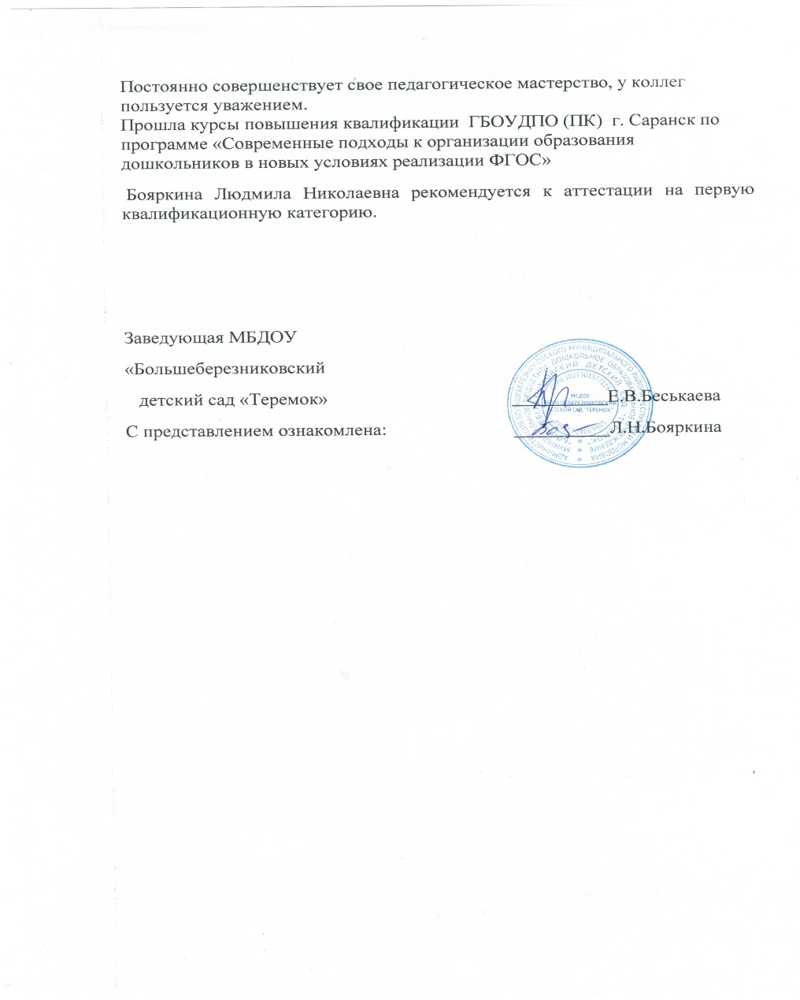 Постоянно совершенствует свое педагогическое мастерство, у коллег
пользуется уважением.
Прошла курсы повышения квалификации ГБОУДПО (ПК) г. Саранск по
программе «Современные подходы к организации образования
дошкольников в новых условиях реализации ФГОС»
Бояркина Людмила Николаевна рекомендуется к аттестации на первую
квалификационную категорию.
Заведующая МБДОУ
«Большеберезниковский
детский сад «Теремок» Е.В.Беськаева
С представлением ознакомлена: Л.Н.Бояркина
МБДОУ
ДЕТСКИЙ САД "ТЕРЕМОК"